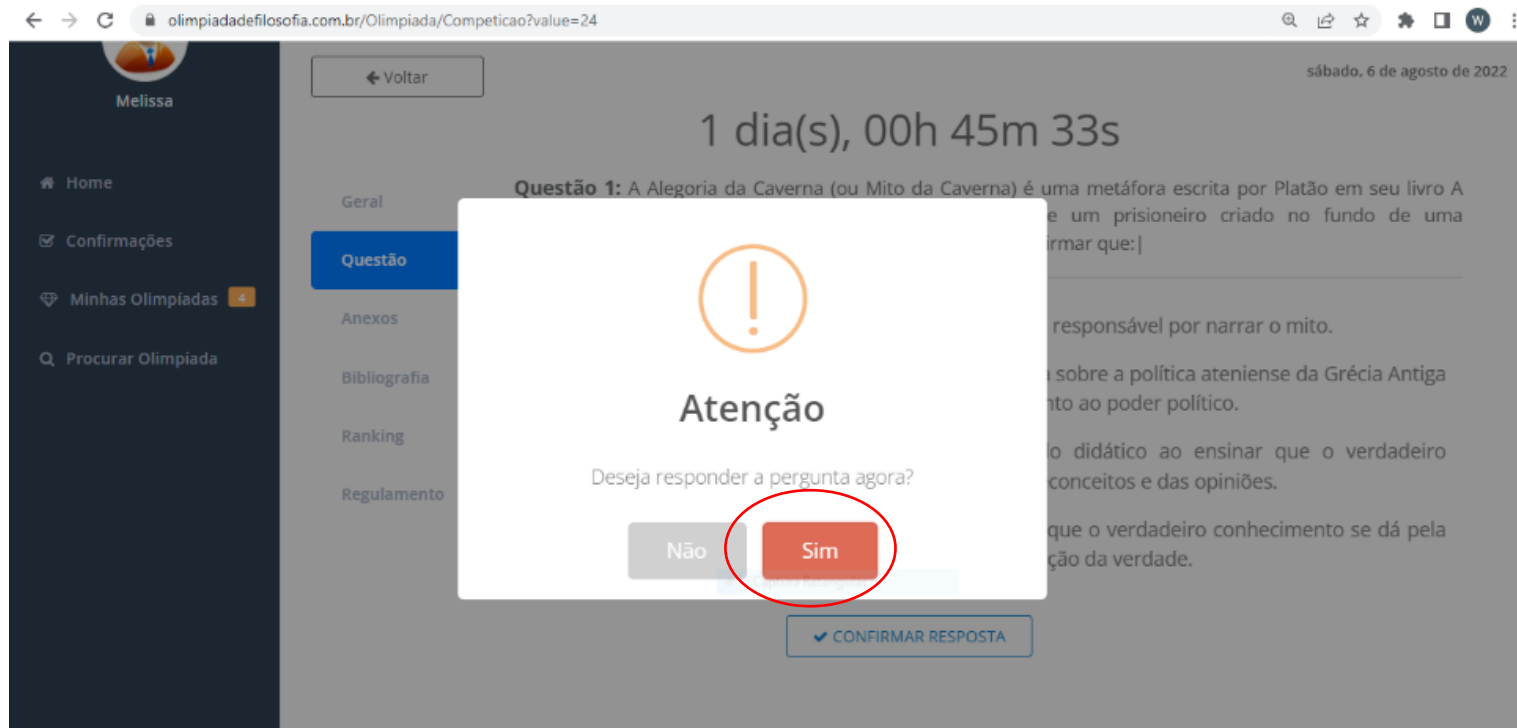 olimpiadadefilosofia.com.br/Olimpiada/Competicao?value=24
W
Melissa
Home
Confirmações
Minhas Olimpíadas 4
Procurar Olimpíada
Voltar
sábado, 6 de agosto de 2022
1 dia(s), 00h 45m 33s
Geral
Questão
Anexos
Bibliografia
Ranking
Regulamento
Questão 1: A Alegoria da Caverna (ou Mito da Caverna) é uma metáfora escrita por Platão em seu livro A
e um prisioneiro criado no fundo de uma
irmar que:|
responsável por narrar o mito.
sobre a política ateniense da Grécia Antiga
nto ao poder político.
lo didático ao ensinar que o verdadeiro
conceitos e das opiniões.
que o verdadeiro conhecimento se dá pela
ção da verdade.
Atenção
Deseja responder a pergunta agora?
Não
Sim
CONFIRMAR RESPOSTA